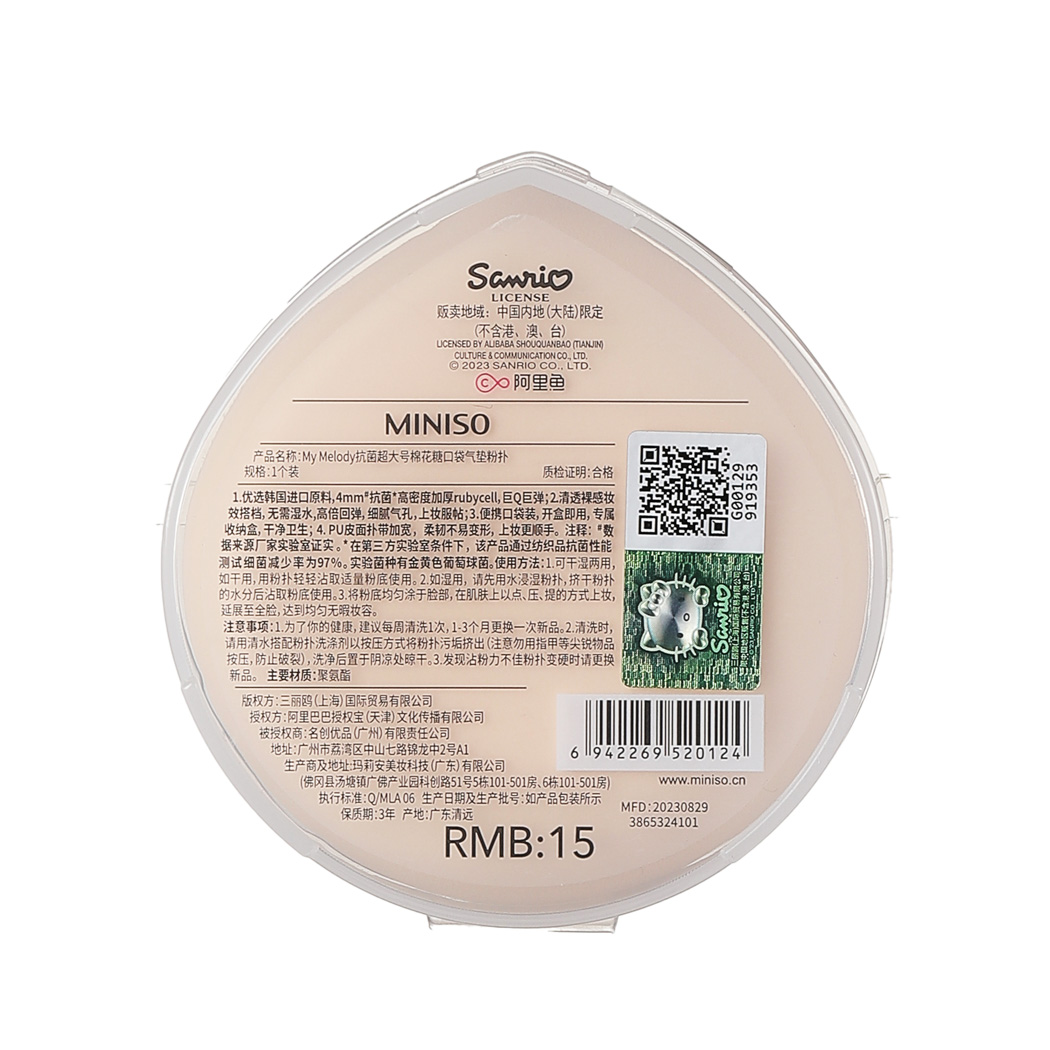 Sanrio
LICENSE
贩卖地域：中国内地(大陆)限定
(不含港、澳、台)
LICENSED BY ALIBABA SHOUQUANBAO (TIANJIN)
CULTURE & COMMUNICATION CO., LTD.
© 2023 SANRIO CO., LTD.
阿里鱼
MINISO
产品名称：My Melody抗菌超大号棉花糖口袋气垫粉扑
规格：1个装 质检证明：合格
1.优选韩国进口原料，4mm#抗菌*高密度加厚rubycell，巨Q巨弹；2.清透裸感妆
效搭档，无需湿水，高倍回弹，细腻气孔，上妆服帖；3.便携口袋装，开盒即用，专属
收纳盒，干净卫生；4. PU皮面扑带加宽，柔韧不易变形，上妆更顺手。注释：#数
据来源厂家实验室证实。*在第三方实验室条件下，该产品通过纺织品抗菌性能
测试细菌减少率为97%。实验菌种有金黄色葡萄球菌。使用方法：1.可干湿两用，
如干用，用粉扑轻轻沾取适量粉底使用。2.如湿用，请先用水浸湿粉扑，挤干粉扑
的水分后沾取粉底使用。3.将粉底均匀涂于脸部，在肌肤上以点、压、提的方式上妆，
延展至全脸，达到均匀无暇妆容。
注意事项：1.为了你的健康，建议每周清洗1次，1-3个月更换一次新品。2.清洗时，
请用清水搭配粉扑洗涤剂以按压方式将粉扑污垢挤出（注意勿用指甲等尖锐物品
按压，防止破裂），洗净后置于阴凉处晾干。3.发现沾粉力不佳粉扑变硬时请更换
新品。 主要材质：聚氨酯
版权方：三丽鸥(上海)国际贸易有限公司
授权方：阿里巴巴授权宝(天津)文化传播有限公司
被授权商：名创优品(广州)有限责任公司
地址：广州市荔湾区中山七路锦龙中2号A1
生产商及地址：玛莉安美妆科技(广东)有限公司
(佛冈县汤塘镇广佛产业园科创路51号5栋101-501房、6栋101-501房)
执行标准：Q/MLA 06 生产日期及生产批号：如产品包装所示
保质期：3年 产地：广东清远
RMB:15
G00129
919353
Sanrio
6 942269 520124
www.miniso.cn
MFD:20230829
3865324101